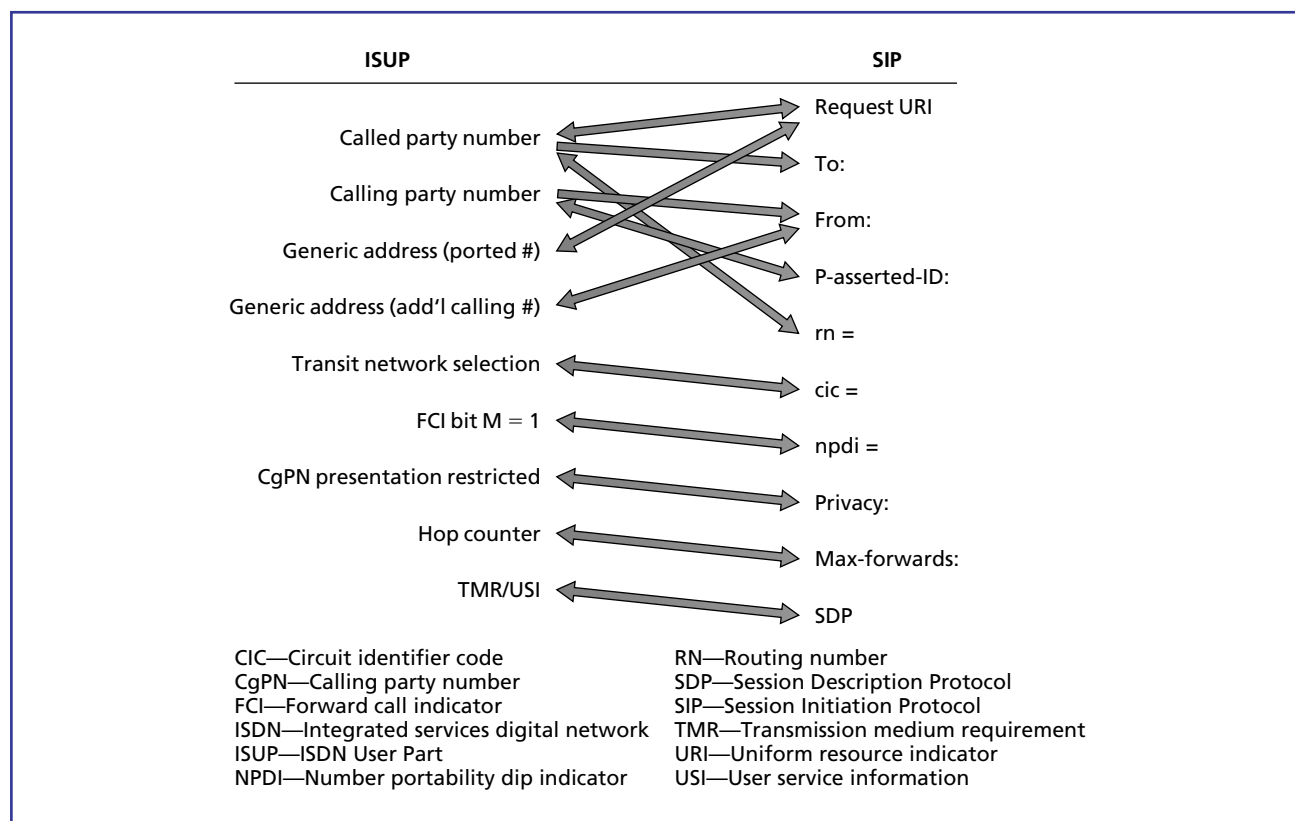 ISUP
SIP
Called party number
Calling party number
Generic address (ported #)
Generic address (add‘l calling #)
Transit network selection
FCI bit M = 1
CgPN presentation restricted
Hop counter
TMR/USI
Request URI
To:
From:
P-asserted-ID:
rn =
cic =
npdi =
Privacy:
Max-forwards:
SDP
CIC—Circuit identifier code
CgPN—Calling party number
FCI—Forward call indicator
ISDN—Integrated services digital network
ISUP—ISDN User Part
NPDI—Number portability dip indicator
RN—Routing number
SDP—Session Description Protocol
SIP—Session Initiation Protocol
TMR—Transmission medium requirement
URI—Uniform resource indicator
USI—User service information